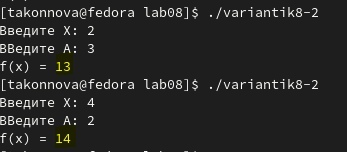 [takonnova@fedora lab08]$ ./variantik8-2
Введите X: 2
ВВедите A: 3
f(x) = 13
[takonnova@fedora lab08]$ ./variantik8-2
Введите X: 4
ВВедите A: 2
f(x) = 14